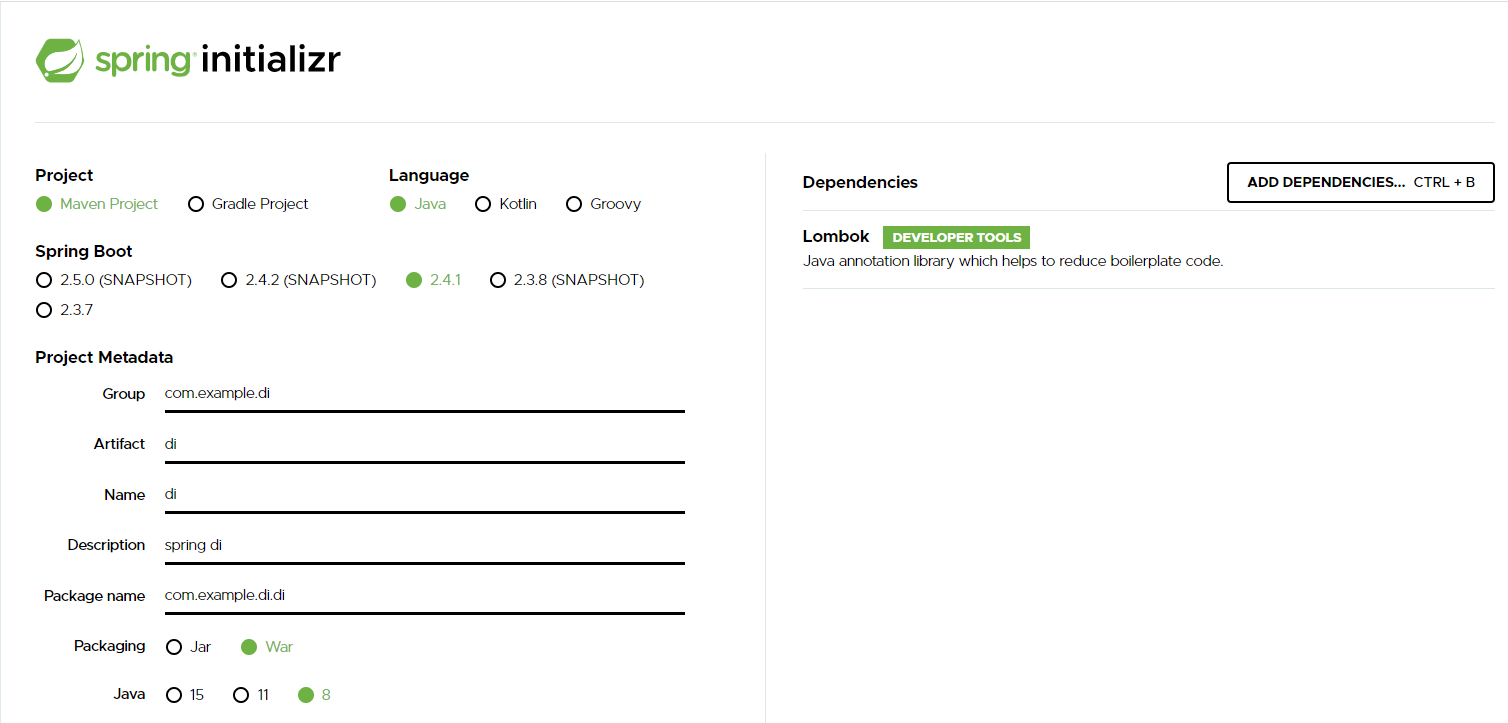 spring initializr
Project
Maven Project Gradle Project
Language
Java Kotlin Groovy
Spring Boot
2.5.0 (SNAPSHOT) 2.4.2 (SNAPSHOT) 2.4.1 2.3.8 (SNAPSHOT)
2.3.7
Project Metadata
Group com.example.di
Artifact di
Name di
Description spring di
Package name com.example.di.di
Packaging Jar War
Java 15 11 8
Dependencies ADD DEPENDENCIES... CTRL + B
Lombok DEVELOPER TOOLS
Java annotation library which helps to reduce boilerplate code.